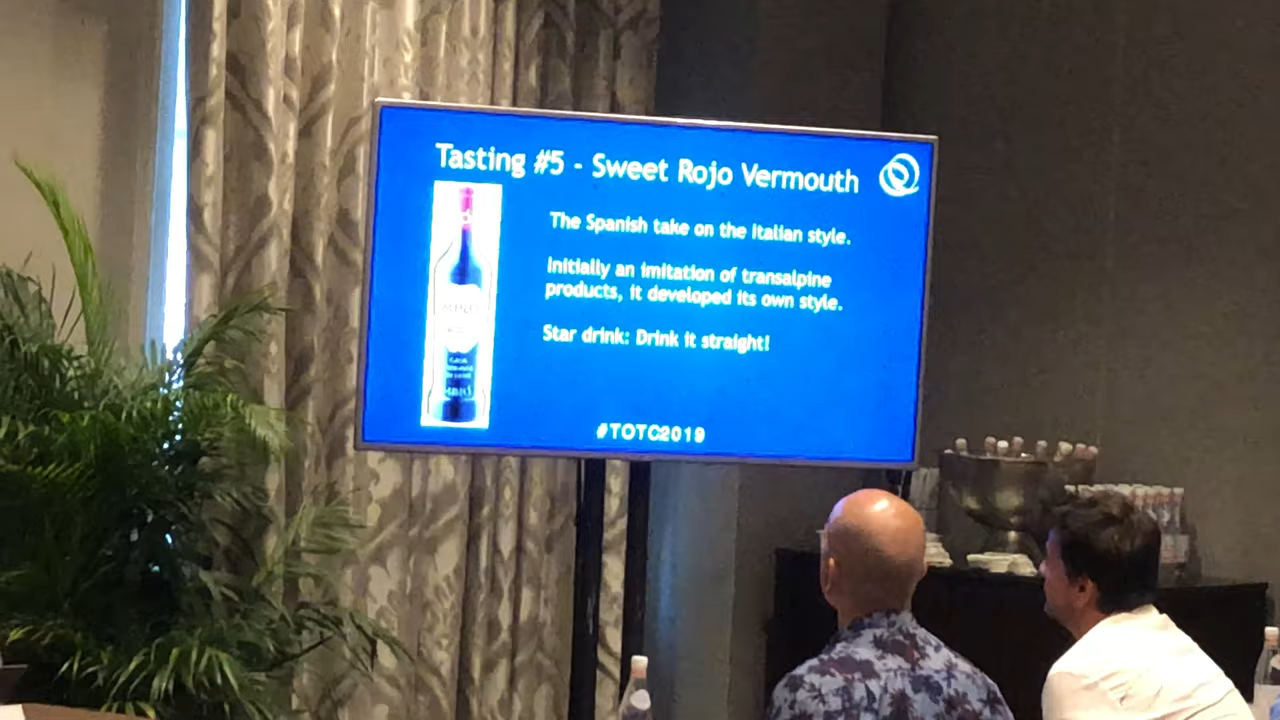 Tasting #5 - Sweet Rojo Vermouth
The Spanish take on the Italian style.
Initially an imitation of transalpine
products, it developed its own style.
Star drink: Drink it straight!
#TOTC2019